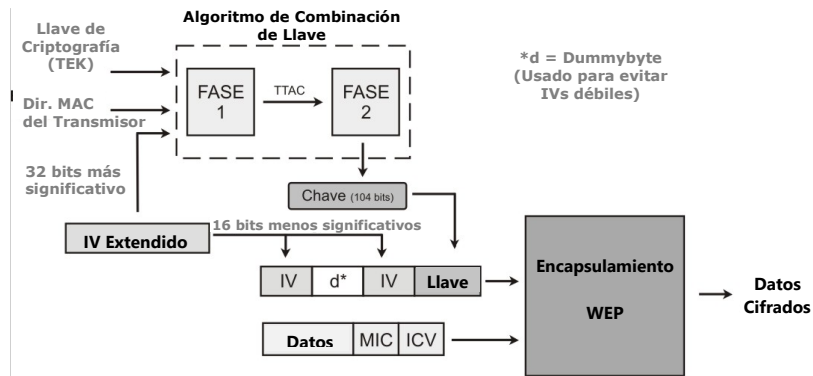 Algoritmo de Combinación
de Llave
Llave de
Criptografía
(TEK)
*d = Dummybyte
(Usado para evitar
IVs débiles)
FASE
1
TTAC
FASE
2
Dir. MAC
del Transmisor
32 bits más
significativo
Chave (104 bits)
16 bits menos significativos
IV Extendido
IV d* IV Llave
Encapsulamiento
WEP
Datos
Cifrados
Datos MIC ICV